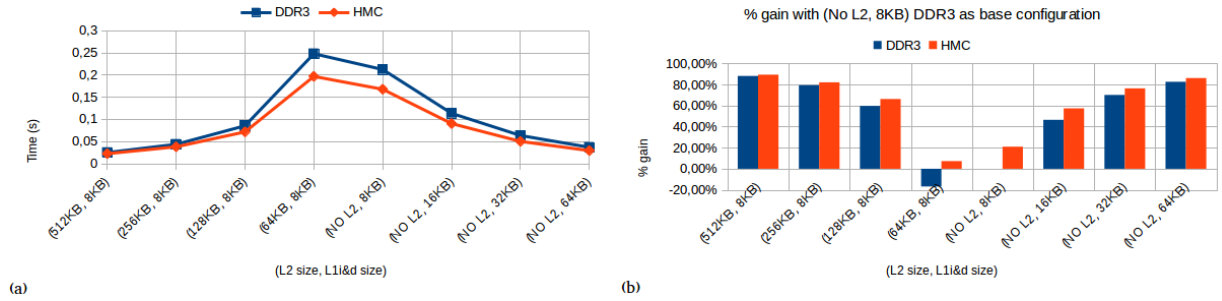 DDR3 HMC
0,3
0,25
0,2
0,15
0,1
0,05
0
Time (s)
(512KB, 8KB)
(256KB, 8KB)
(128KB, 8KB)
(64KB, 8KB)
(NO L2, 8KB)
(NO L2, 16KB)
(NO L2, 32KB)
(NO L2, 64KB)
(L2 size, L1i&d size)
(a)
% gain with (No L2, 8KB) DDR3 as base configuration
DDR3 HMC
100,00%
80,00%
60,00%
40,00%
20,00%
0,00%
-20,00%
% gain
(512KB, 8KB)
(256KB, 8KB)
(128KB, 8KB)
(64KB, 8KB)
(NO L2, 8KB)
(NO L2, 16KB)
(NO L2, 32KB)
(NO L2, 64KB)
(L2 size, L1i&d size)
(b)